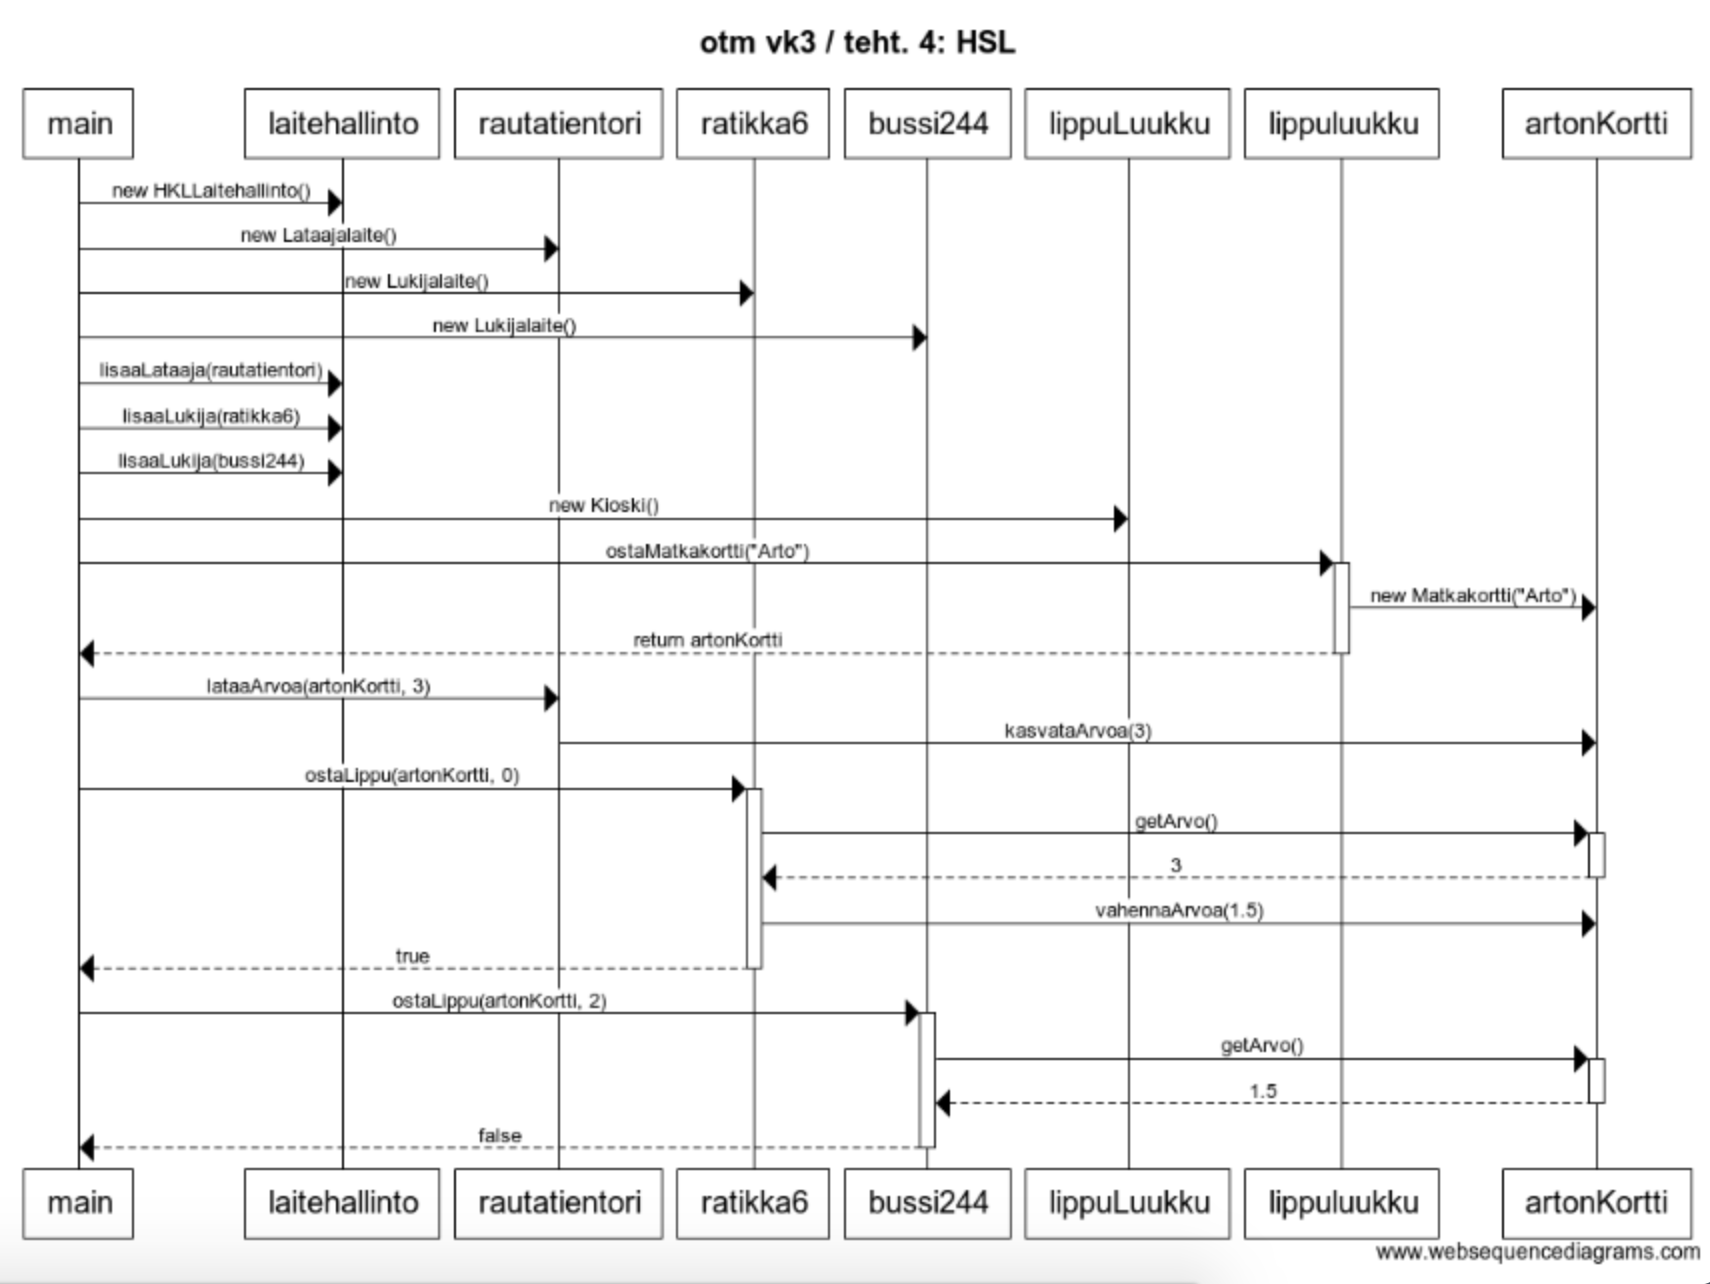 otm vk3 / teht. 4: HSL
main laitehallinto rautatientori ratikka6 bussi244 lippuLuukku lippuluukku artonKortti
new HKLLaitehallinto()
new Lataajalaite()
new Lukijalaite()
new Lukijalaite()
lisaaLataaja(rautatientori)
lisaaLukija(ratikka6)
lisaaLukija(bussi244)
new Kioski()
ostaMatkakortti("Arto")
new Matkakortti("Arto")
return artonKortti
lataaArvoa(artonKortti, 3)
kasvataArvoa(3)
ostaLippu(artonKortti, 0)
getArvo()
3
vahennaArvoa(1.5)
true
ostaLippu(artonKortti, 2)
getArvo()
1.5
false
main laitehallinto rautatientori ratikka6 bussi244 lippuLuukku lippuluukku artonKortti
www.websequencediagrams.com